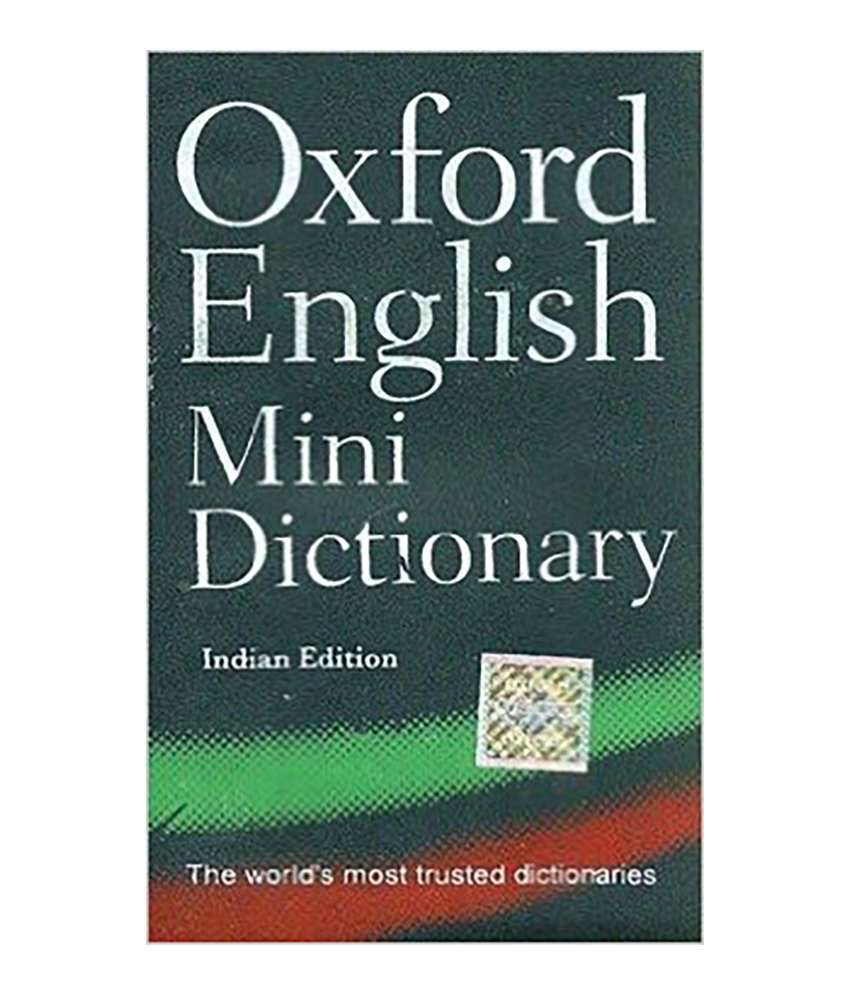 Oxford
English
Mini
Dictionary
Indian Edition
The world's most trusted dictionaries